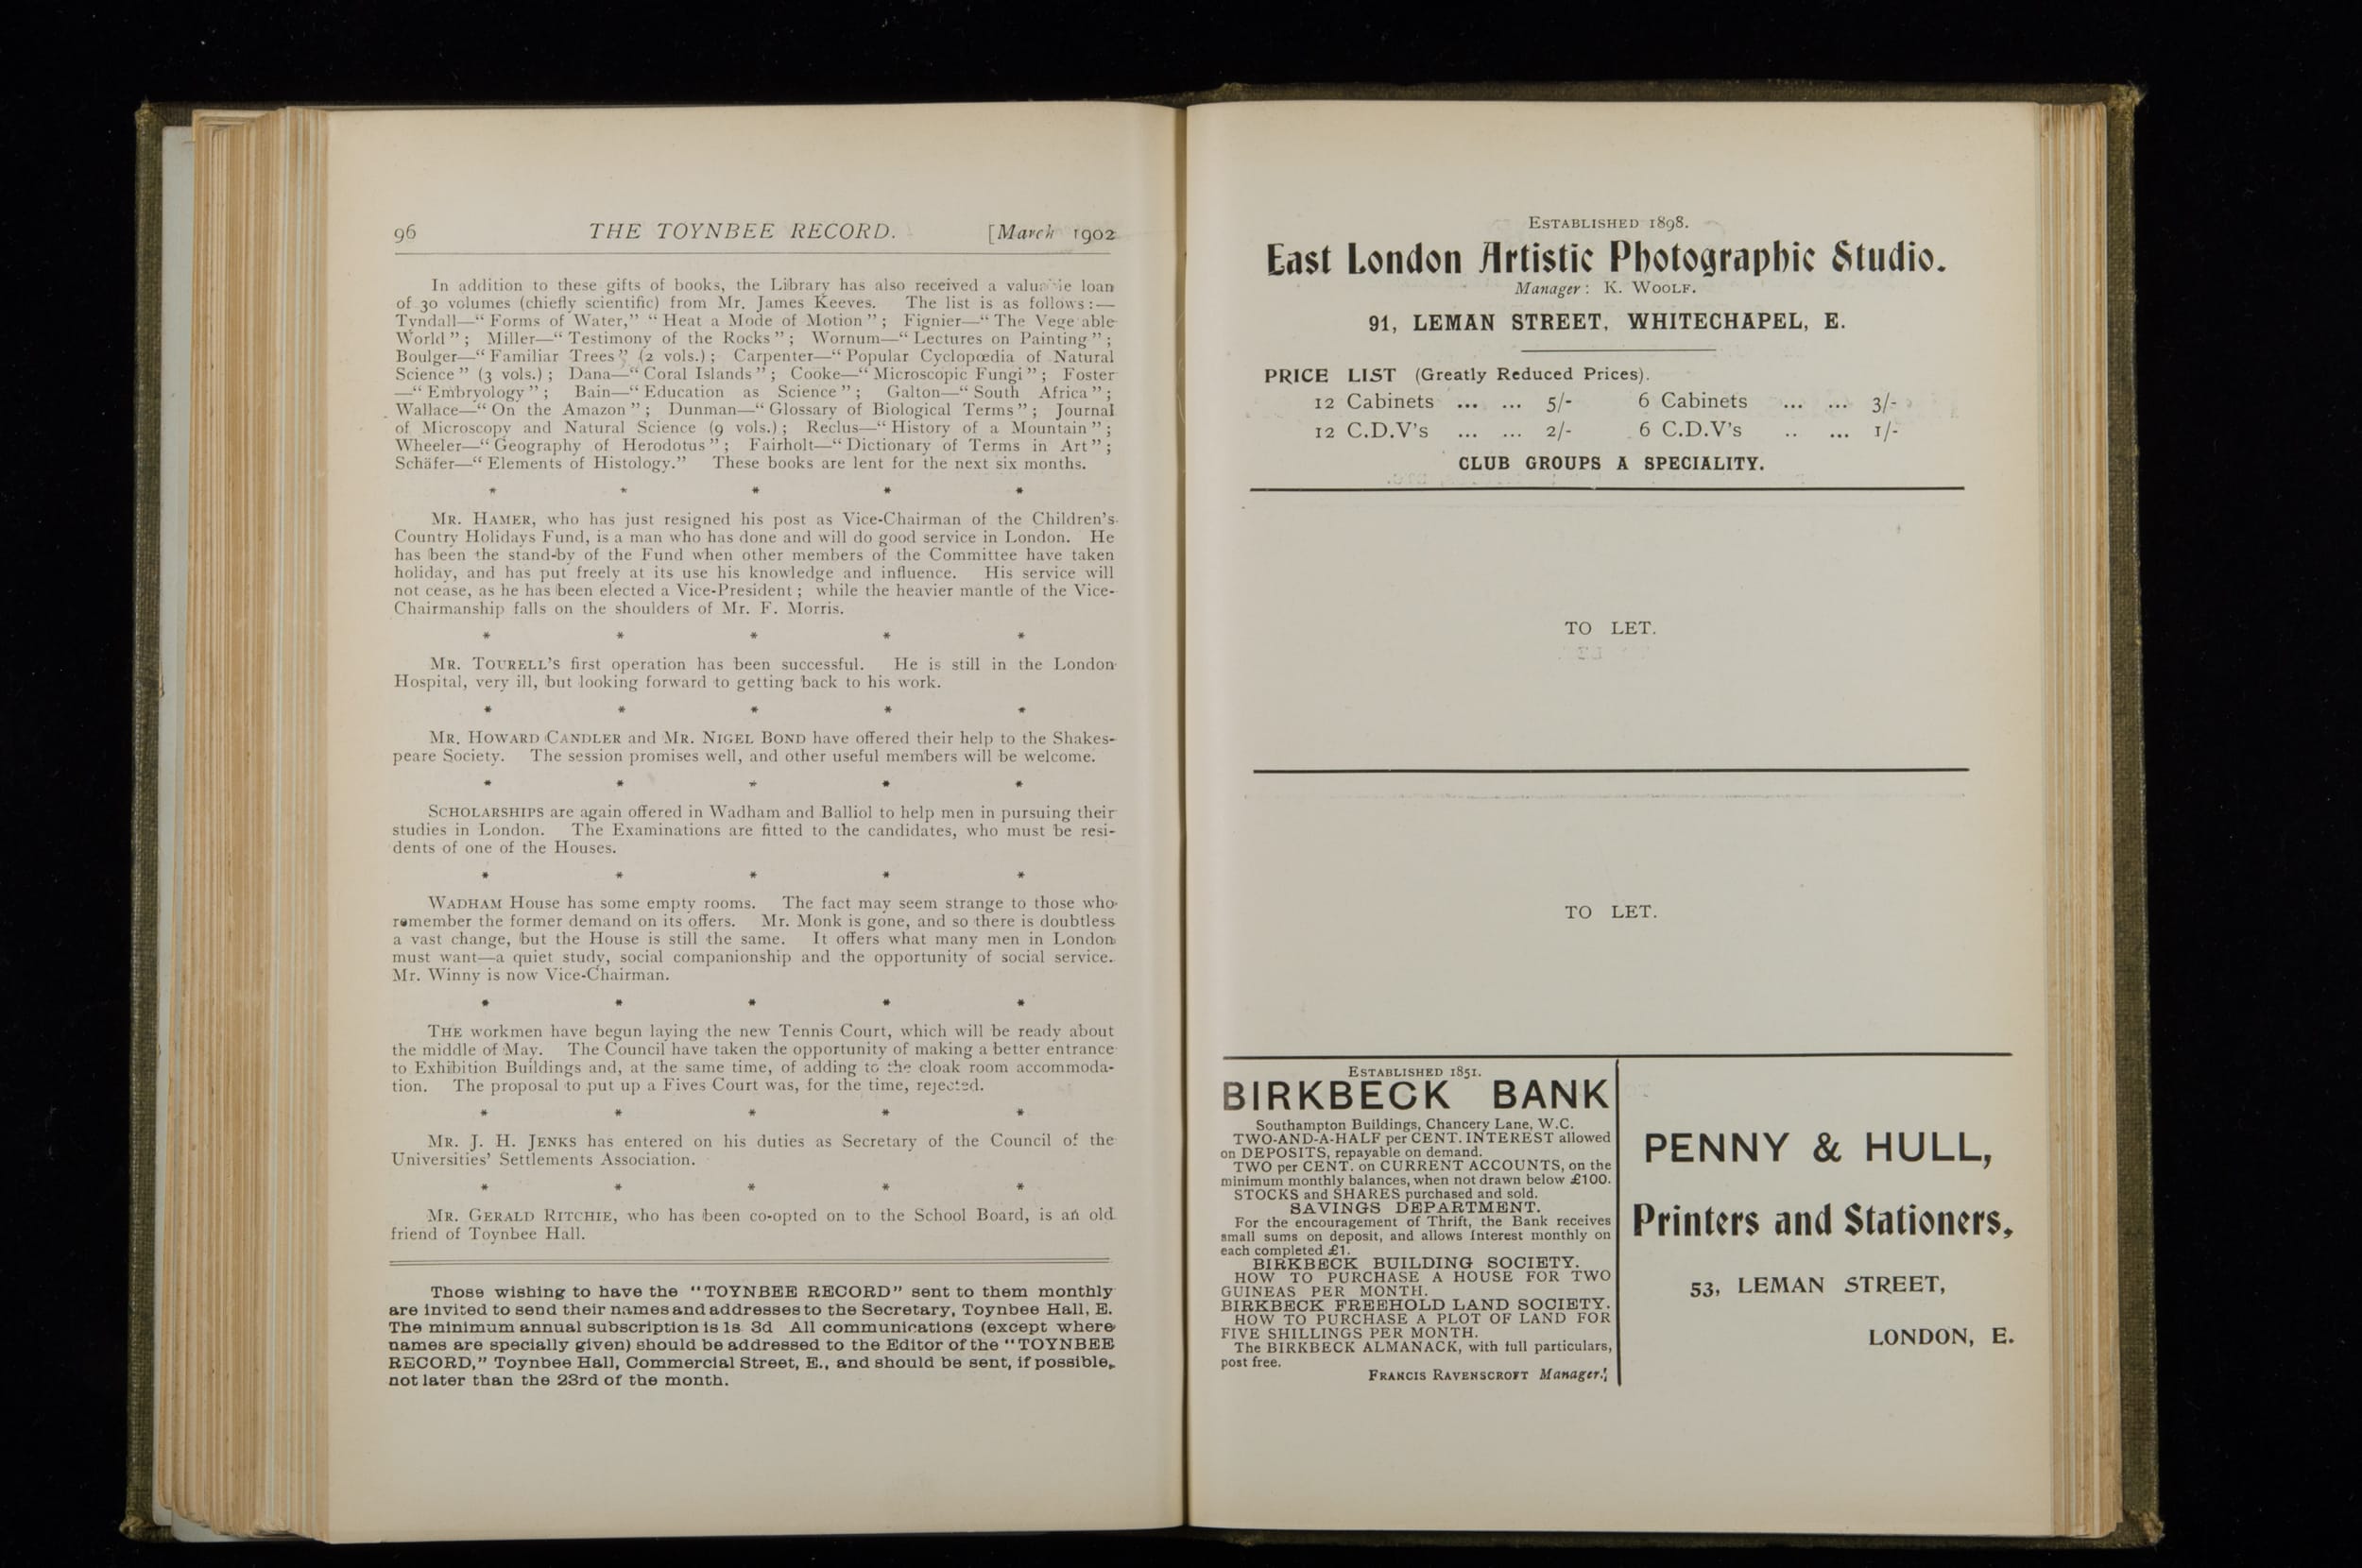 96 THE TOYNBEE RECORD. [March 1902
In addition to these gifts of books, the Library has also received a valuable loan
of 30 volumes (chiefly scientific) from Mr. James Keeves. The list is as follows:—
Tyndall—“Forms of Water,” “Heat a Mode of Motion”; Fignier—“The Vege able
World”; Miller—“Testimony of the Rocks”; Wornum—“Lectures on Painting”;
Boulger—“Familiar Trees” (2 vols.); Carpenter—“Popular Cyclopœdia of Natural
Science” (3 vols.); Dana—“Coral Islands”; Cooke—“Microscopic Fungi”; Foster
—“Embryology”; Bain—“Education as Science”; Galton—“South Africa”;
Wallace—“On the Amazon”; Dunman—“Glossary of Biological Terms”; Journal
of Microscopy and Natural Science (9 vols.); Reclus—“History of a Mountain”;
Wheeler—“Geography of Herodotus”; Fairholt—“Dictionary of Terms in Art”;
Schäfer—“Elements of Histology.” These books are lent for the next six months.
* * * * *
MR. HAMER, who has just resigned his post as Vice-Chairman of the Children's
Country Holidays Fund, is a man who has done and will do good service in London. He
has been the stand-by of the Fund when other members of the Committee have taken
holiday, and has put freely at its use his knowledge and influence. His service will
not cease, as he has been elected a Vice-President; while the heavier mantle of the Vice-
Chairmanship falls on the shoulders of Mr. F. Morris.
* * * * *
MR. TOURELL'S first operation has been successful. He is still in the London
Hospital, very ill, but looking forward to getting back to his work.
* * * * *
MR. HOWARD CANDLER and MR. NIGEL BOND have offered their help to the Shakes-
peare Society. The session promises well, and other useful members will be welcome.
* * * * *
SCHOLARSHIPS are again offered in Wadham and Balliol to help men in pursuing their
studies in London. The Examinations are fitted to the candidates, who must be resi-
dents of one of the Houses.
* * * * *
WADHAM House has some empty rooms. The fact may seem strange to those who
remember the former demand on its offers. Mr. Monk is gone, and so there is doubtless
a vast change, but the House is still the same. It offers what many men in London
must want—a quiet study, social companionship and the opportunity of social service.
Mr. Winny is now Vice-Chairman.
* * * * *
THE workmen have begun laying the new Tennis Court, which will be ready about
the middle of May. The Council have taken the opportunity of making a better entrance
to Exhibition Buildings and, at the same time, of adding to the cloak room accommoda-
tion. The proposal to put up a Fives Court was, for the time, rejected.
* * * * *
MR. J. H. JENKS has entered on his duties as Secretary of the Council of the
Universities' Settlements Association.
* * * * *
MR. GERALD RITCHIE, who has been co-opted on to the School Board, is an old
friend of Toynbee Hall.
Those wishing to have the “TOYNBEE RECORD” sent to them monthly
are invited to send their names and addresses to the Secretary, Toynbee Hall, E.
The minimum annual subscription is 1s 3d All communications (except where
names are specially given) should be addressed to the Editor of the “TOYNBEE
RECORD,” Toynbee Hall, Commercial Street, E., and should be sent, if possible,
not later than the 23rd of the month.
ESTABLISHED 1898.
East London Artistic Photographic Studio.
Manager: K. WOOLF.
91, LEMAN STREET, WHITECHAPEL, E.
PRICE LIST (Greatly Reduced Prices).
12 Cabinets ... ... 5/- 6 Cabinets ... ... 3/-
12 C.D.V's ... ... 2/- 6 C.D.V's .. ... 1/-
CLUB GROUPS A SPECIALITY.
TO LET.
TO LET.
ESTABLISHED 1851.
BIRKBECK BANK
Southampton Buildings, Chancery Lane, W.C.
TWO-AND-A-HALF per CENT. INTEREST allowed
on DEPOSITS, repayable on demand.
TWO per CENT. on CURRENT ACCOUNTS, on the
minimum monthly balances, when not drawn below £100.
STOCKS and SHARES purchased and sold.
SAVINGS DEPARTMENT.
For the encouragement of Thrift, the Bank receives
small sums on deposit, and allows Interest monthly on
each completed £1.
BIRKBECK BUILDING SOCIETY.
HOW TO PURCHASE A HOUSE FOR TWO
GUINEAS PER MONTH.
BIRKBECK FREEHOLD LAND SOCIETY.
HOW TO PURCHASE A PLOT OF LAND FOR
FIVE SHILLINGS PER MONTH.
The BIRKBECK ALMANACK, with full particulars,
post free.
FRANCIS RAVENSCROFT Manager.
PENNY & HULL,
Printers and Stationers,
53, LEMAN STREET,
LONDON, E.